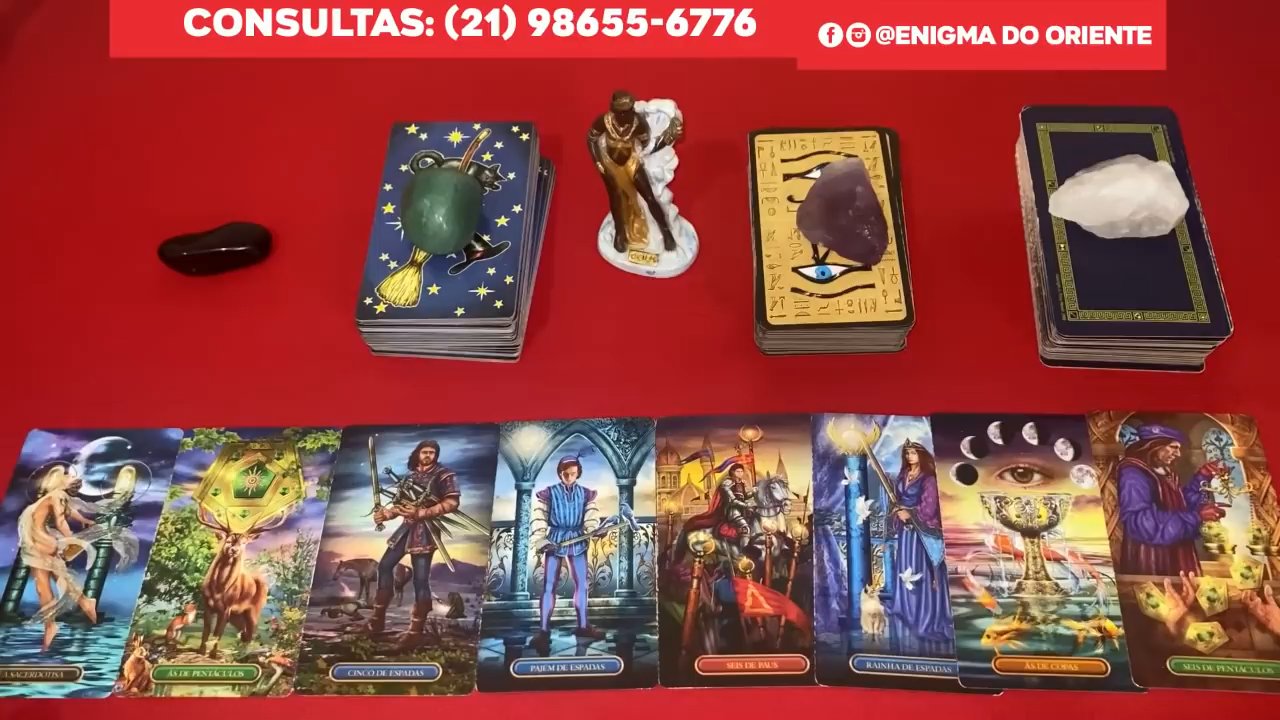 CONSULTAS: (21) 98655-6776
@ENIGMA DO ORIENTE
A SACERDOTISA
ÁS DE PENTÁCULOS
CINCO DE ESPADAS
PAJEM DE ESPADAS
SEIS DE PAUS
RAINHA DE ESPADAS
ÁS DE COPAS
SEIS DE PENTÁCULOS